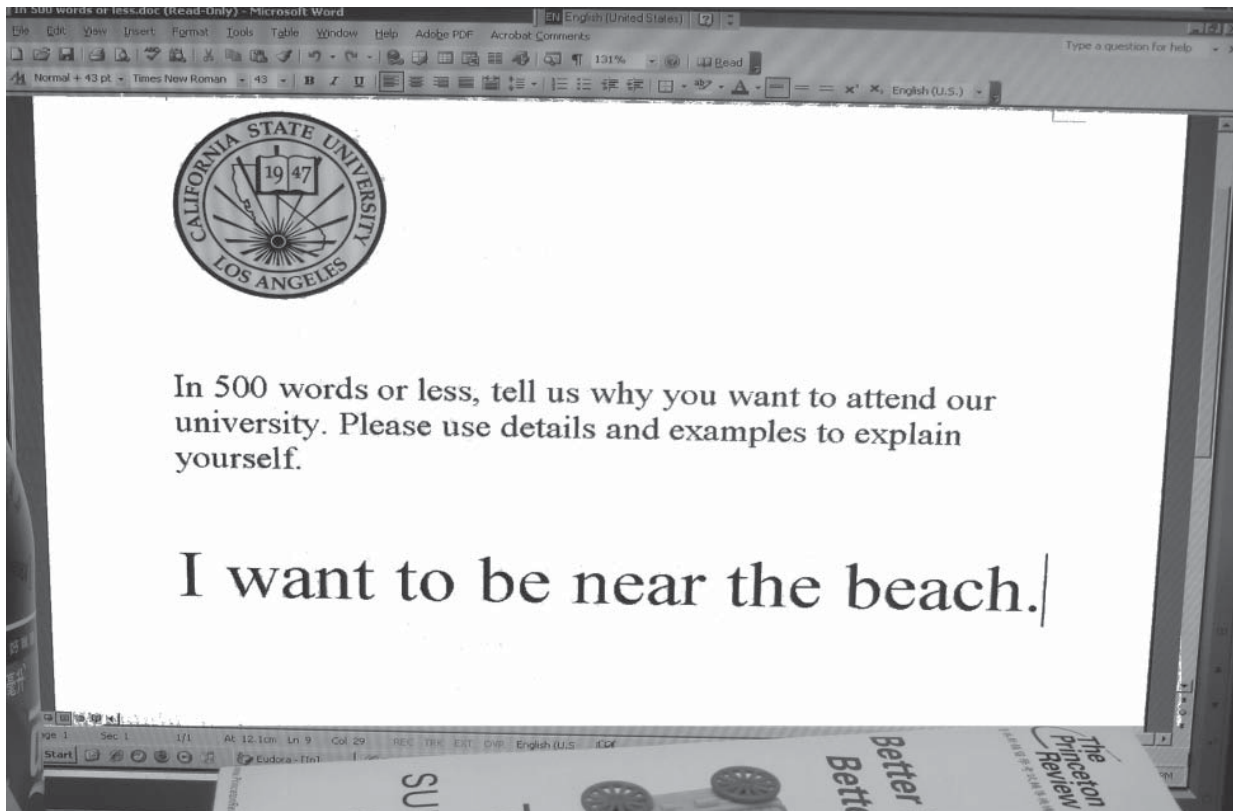 In 500 words or less.doc (Read-Only) - Microsoft Word
EN English (United States)
File Edit View Insert Format Tools Table Window Help Adobe PDF Acrobat Comments
Type a question for help
131% Read
Normal + 43 pt Times New Roman 43 B I U English (U.S.)
CALIFORNIA STATE UNIVERSITY
LOS ANGELES
19 47
In 500 words or less, tell us why you want to attend our
university. Please use details and examples to explain
yourself.
I want to be near the beach.
Sec 1 1/1 At 12.1cm Ln 9 Col 29 REC TRK EXT OVR English (U.S
Start Eudora - [In]
SU
Better
The
Princeton
Review